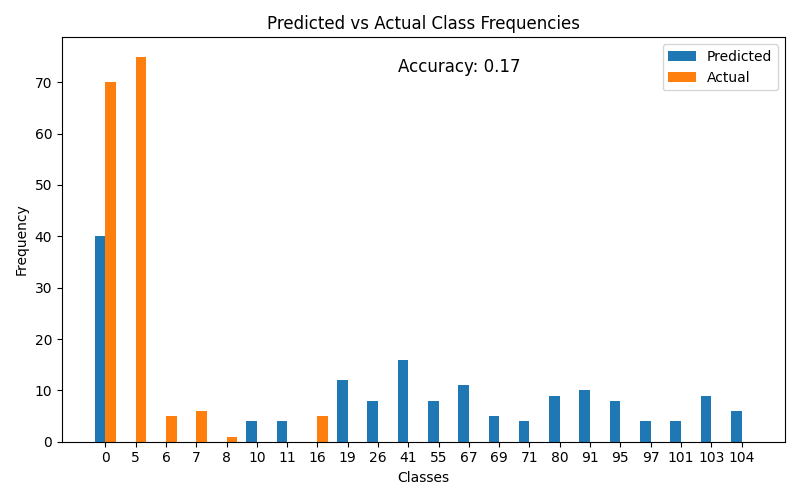 Predicted vs Actual Class Frequencies
Accuracy: 0.17
Predicted
Actual
Frequency
70
60
50
40
30
20
10
0
0 5 6 7 8 10 11 16 19 26 41 55 67 69 71 80 91 95 97 101 103 104
Classes